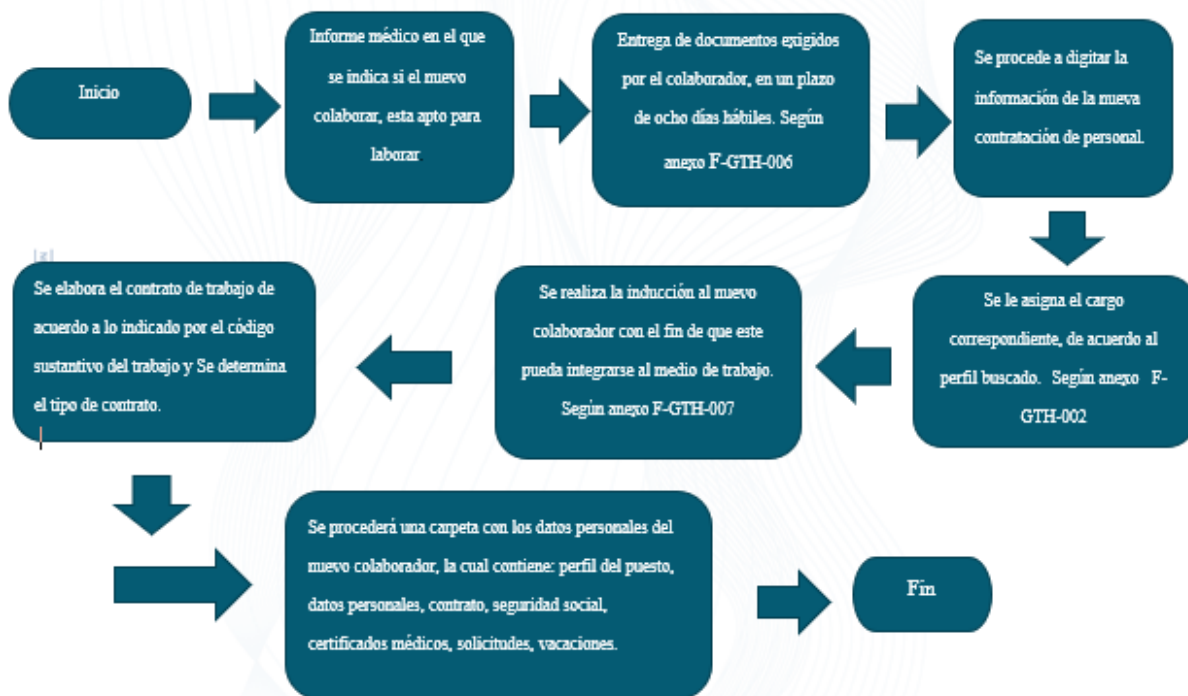 Inicio
Informe médico en el que
se indica si el nuevo
colaborar, esta apto para
laborar.
Entrega de documentos exigidos
por el colaborador, en un plazo
de ocho días hábiles. Según
anexo F-GTH-006
Se procede a digitar la
información de la nueva
contratación de personal.
Se le asigna el cargo
correspondiente, de acuerdo al
perfil buscado. Según anexo F-
GTH-002
Se realiza la inducción al nuevo
colaborador con el fin de que este
pueda integrarse al medio de trabajo.
Según anexo F-GTH-007
Se elabora el contrato de trabajo de
acuerdo a lo indicado por el código
sustantivo del trabajo y Se determina
el tipo de contrato.
Se procederá una carpeta con los datos personales del
nuevo colaborador, la cual contiene: perfil del puesto,
datos personales, contrato, seguridad social,
certificados médicos, solicitudes, vacaciones.
Fin